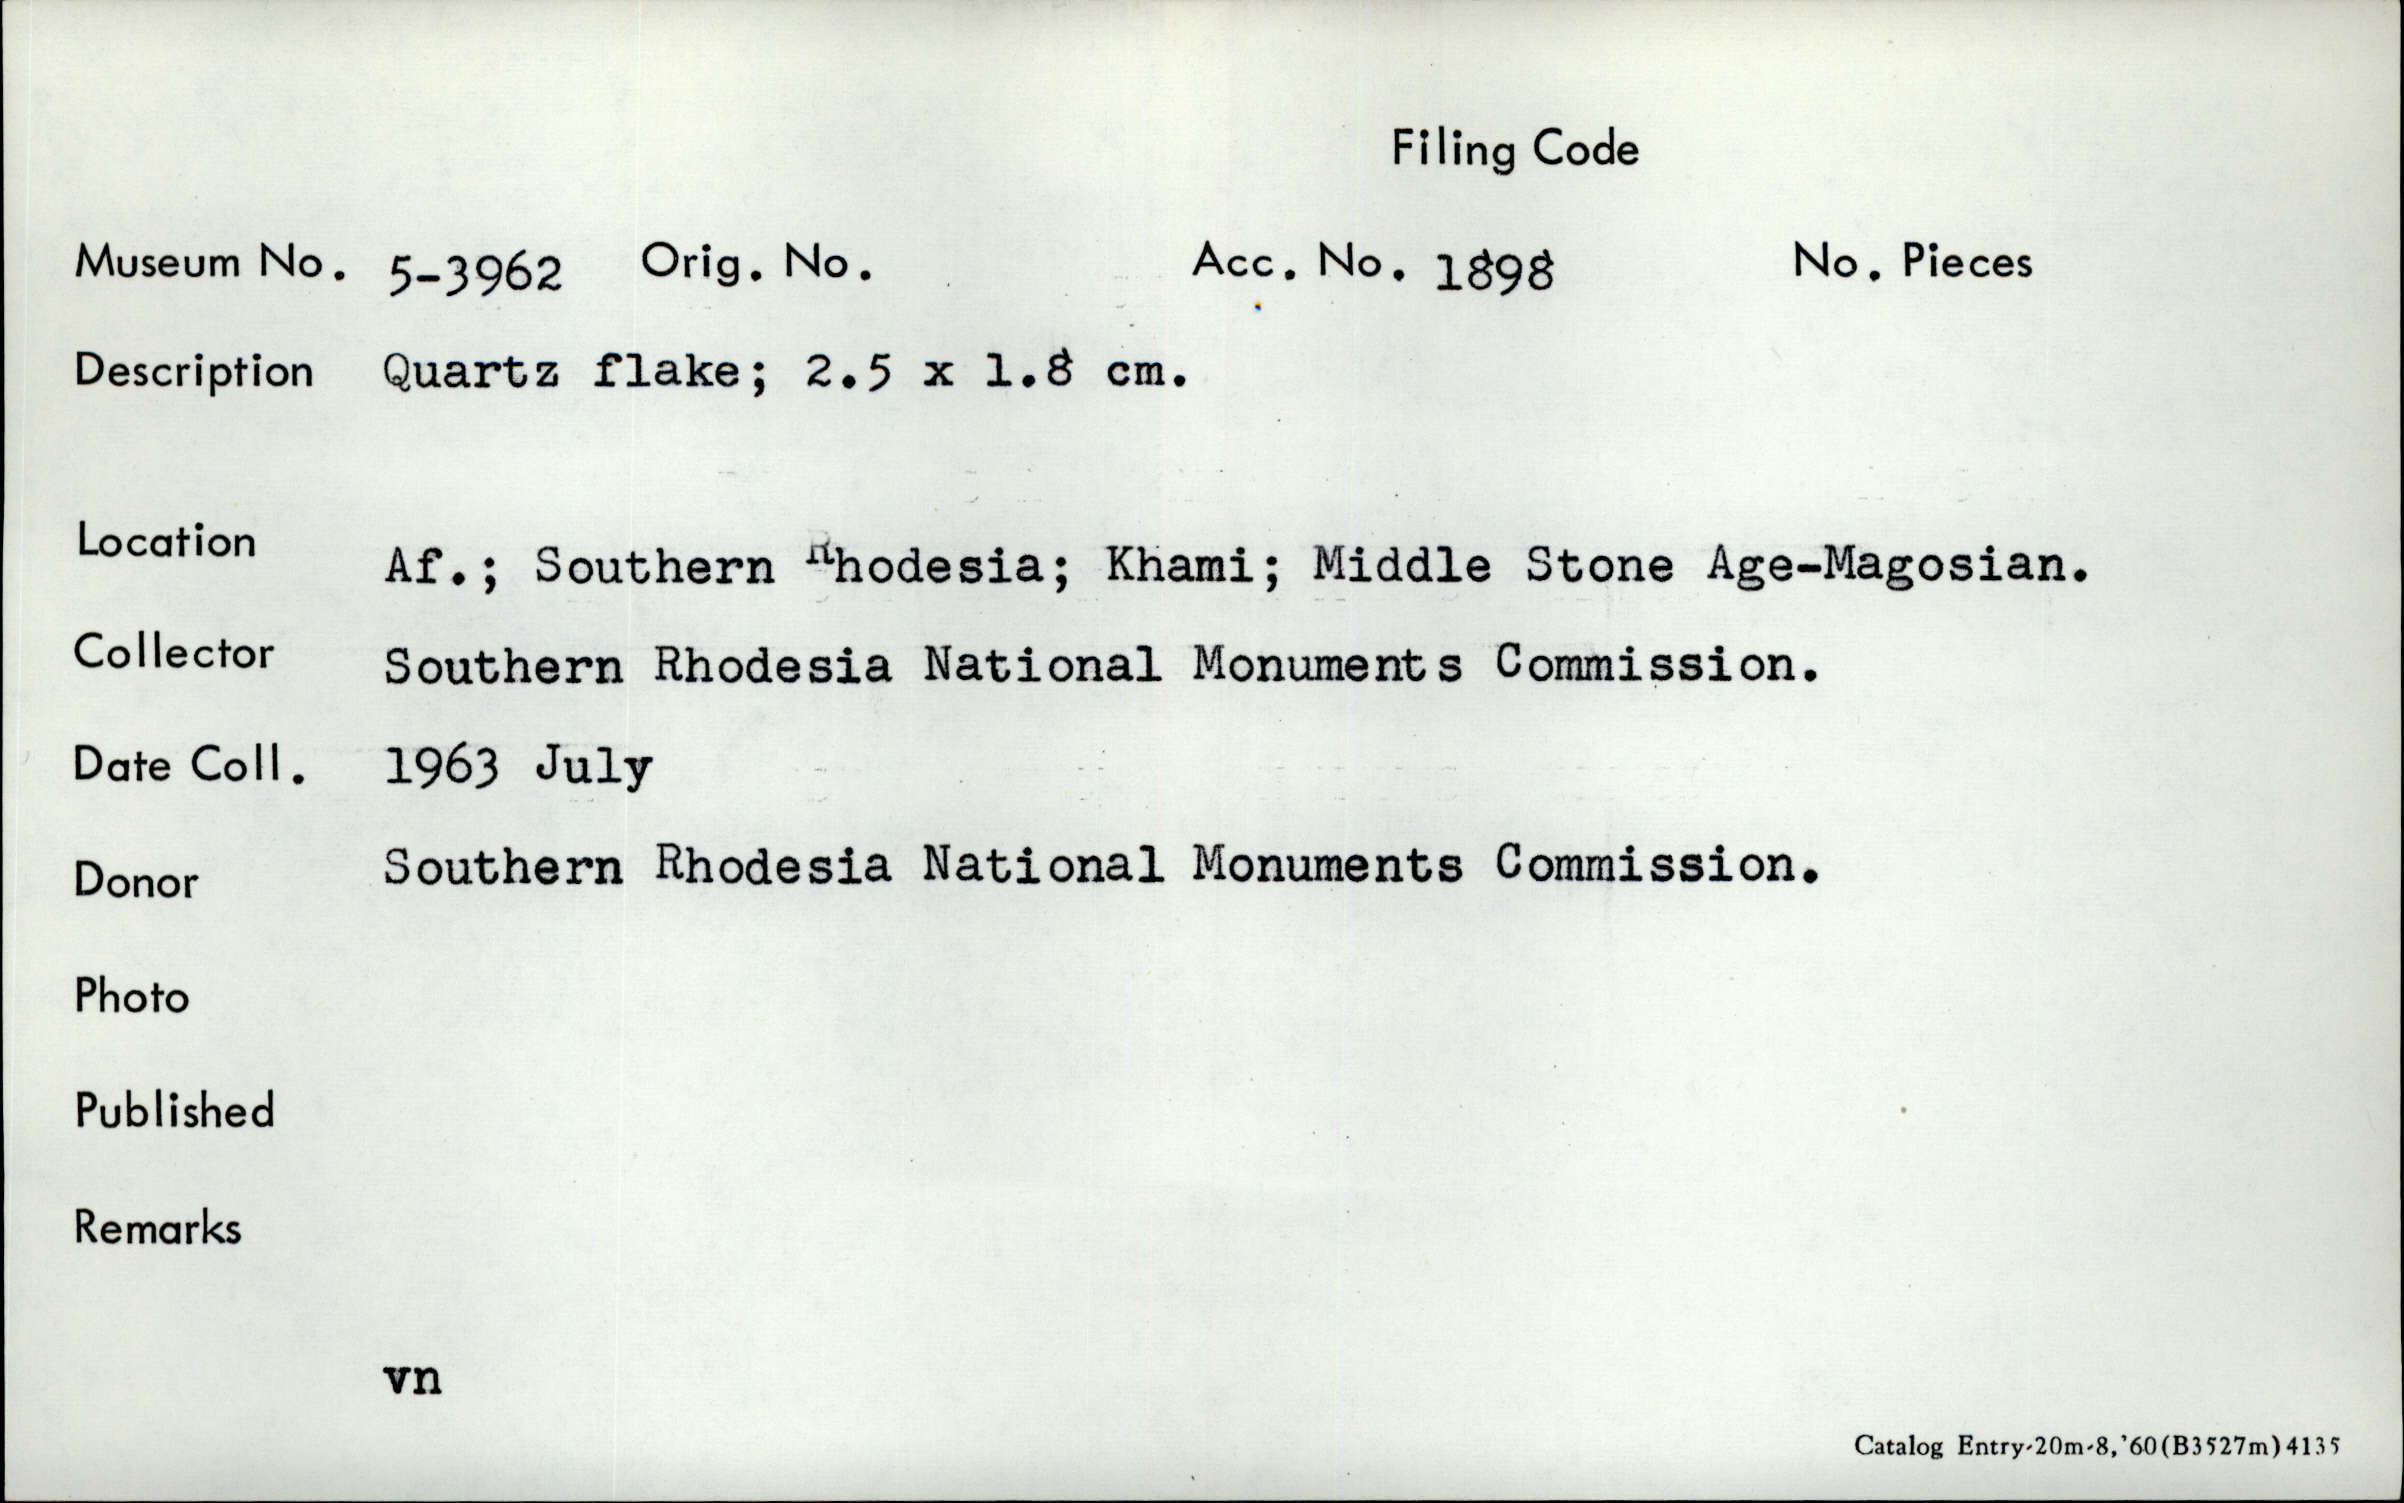 Filing Code
Museum No. 5-3962 Orig. No. Acc. No. 1898 No. Pieces
Description Quartz flake; 2.5 x 1.8 cm.
Location Af.; Southern Rhodesia; Khami; Middle Stone Age-Magosian.
Collector Southern Rhodesia National Monuments Commission.
Date Coll. 1963 July
Donor Southern Rhodesia National Monuments Commission.
Photo
Published
Remarks
vn
Catalog Entry-20m-8,'60(B3527m)4135